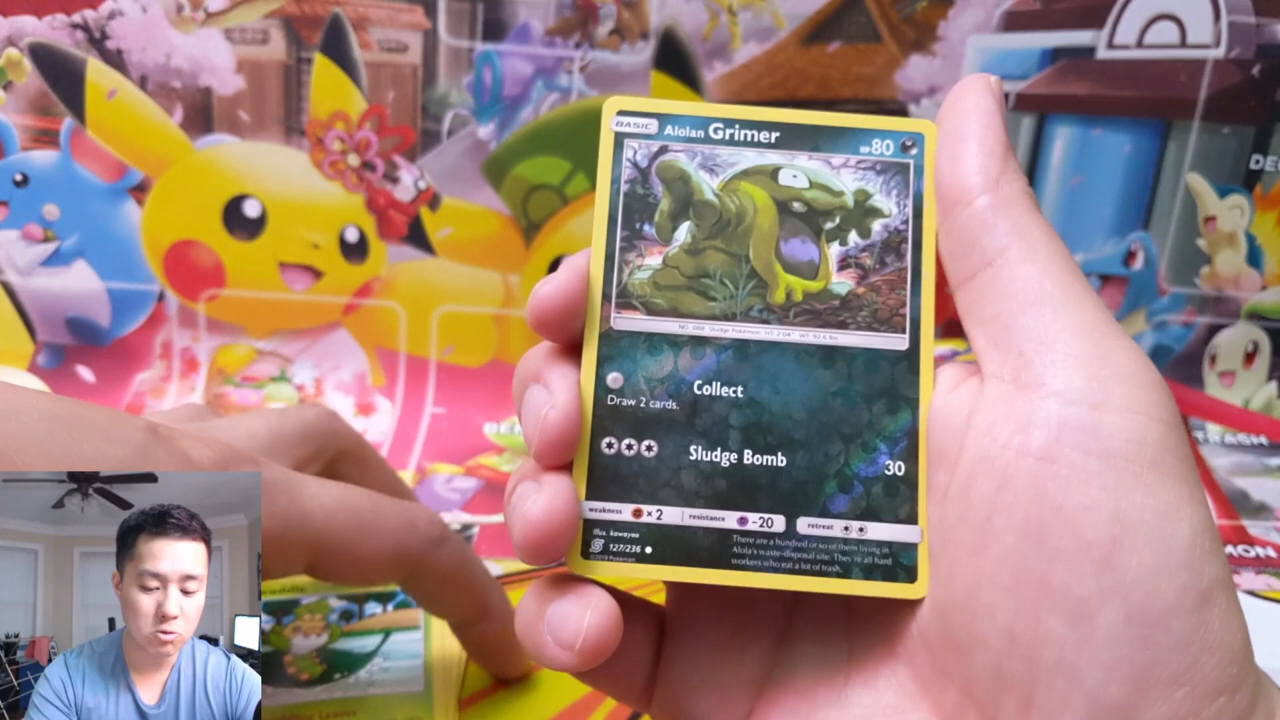 BASIC Alolan Grimer HP 80
NO. 088 Sludge Pokémon HT: 2'04" WT: 92.6 lbs.
Collect
Draw 2 cards.
Sludge Bomb 30
weakness ×2 resistance -20 retreat
Illus. kawayoo
127/236
©2019 Pokémon
There are a hundred or so of them living in
Alola's waste-disposal site. They're all hard
workers who eat a lot of trash.
TRASH